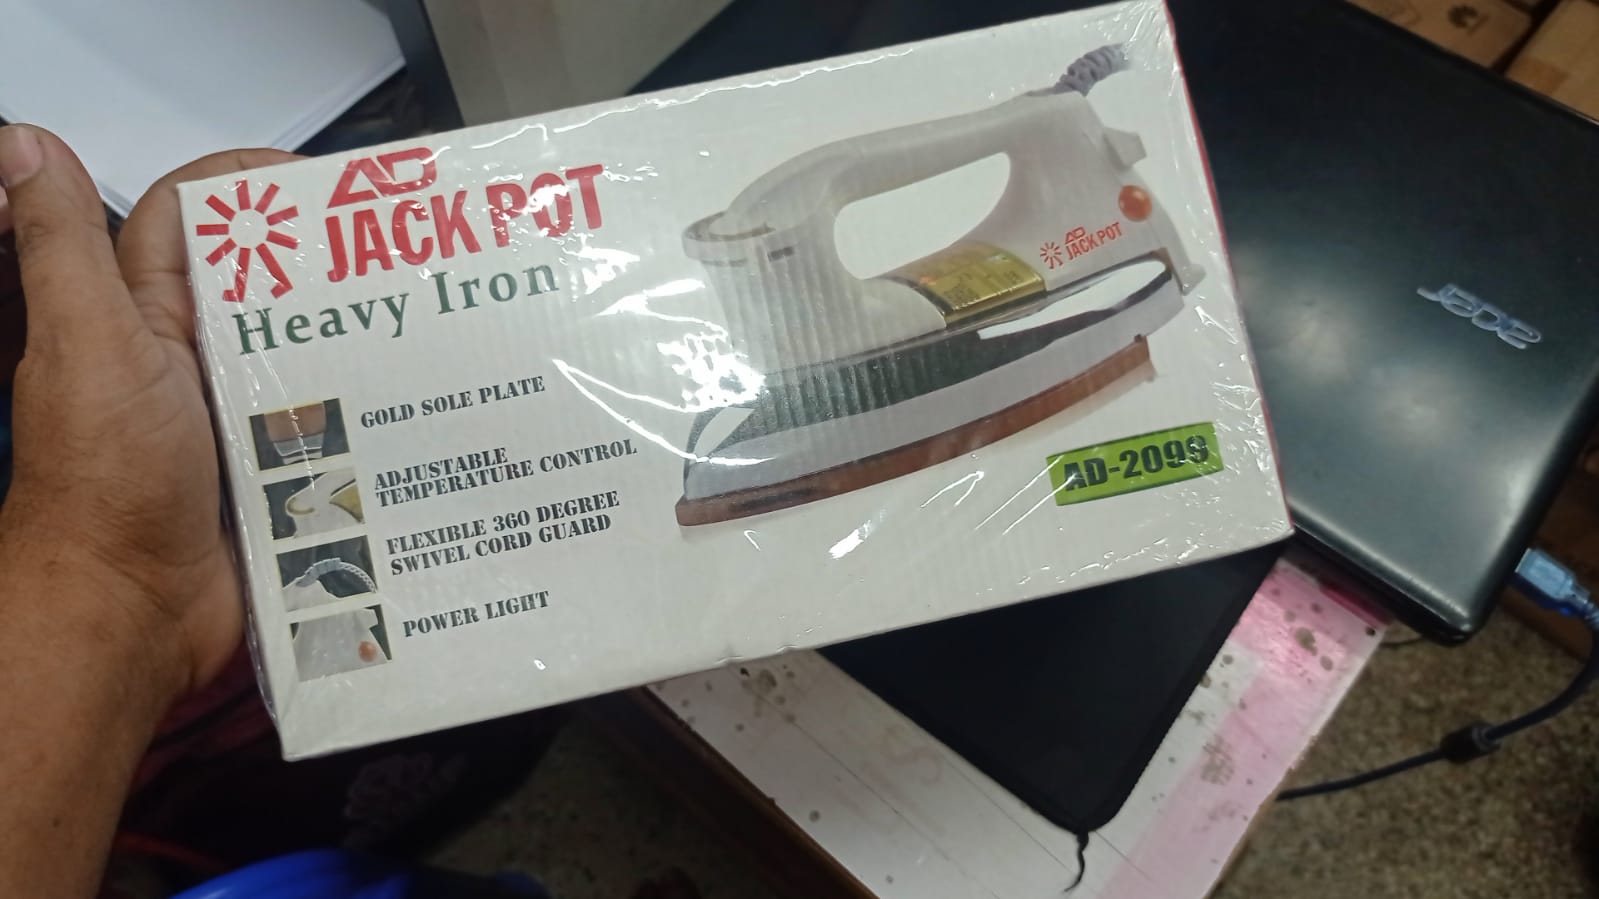 AD
JACK POT
Heavy Iron
GOLD SOLE PLATE
ADJUSTABLE
TEMPERATURE CONTROL
FLEXIBLE 360 DEGREE
SWIVEL CORD GUARD
POWER LIGHT
AD
JACK POT
AD-2099
acer